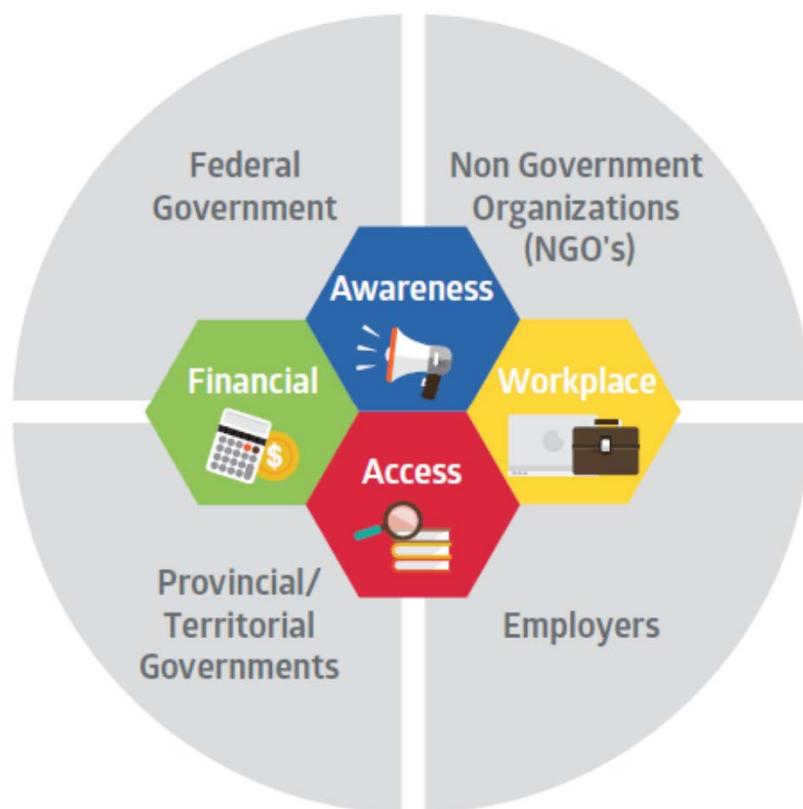 Federal
Government
Non Government
Organizations
(NGO's)
Awareness
Financial
Workplace
$
Access
Provincial/
Territorial
Governments
Employers